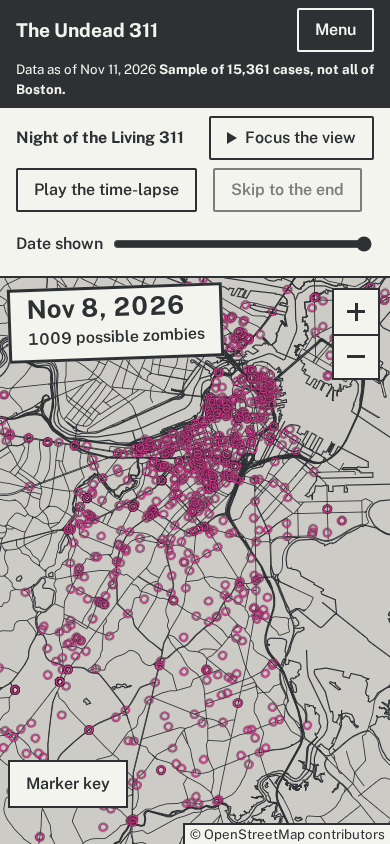 The Undead 311
Menu
Data as of Nov 11, 2026 Sample of 15,361 cases, not all of
Boston.
Night of the Living 311
Focus the view
Play the time-lapse
Skip to the end
Date shown
Nov 8, 2026
1009 possible zombies
+
−
Marker key
© OpenStreetMap contributors